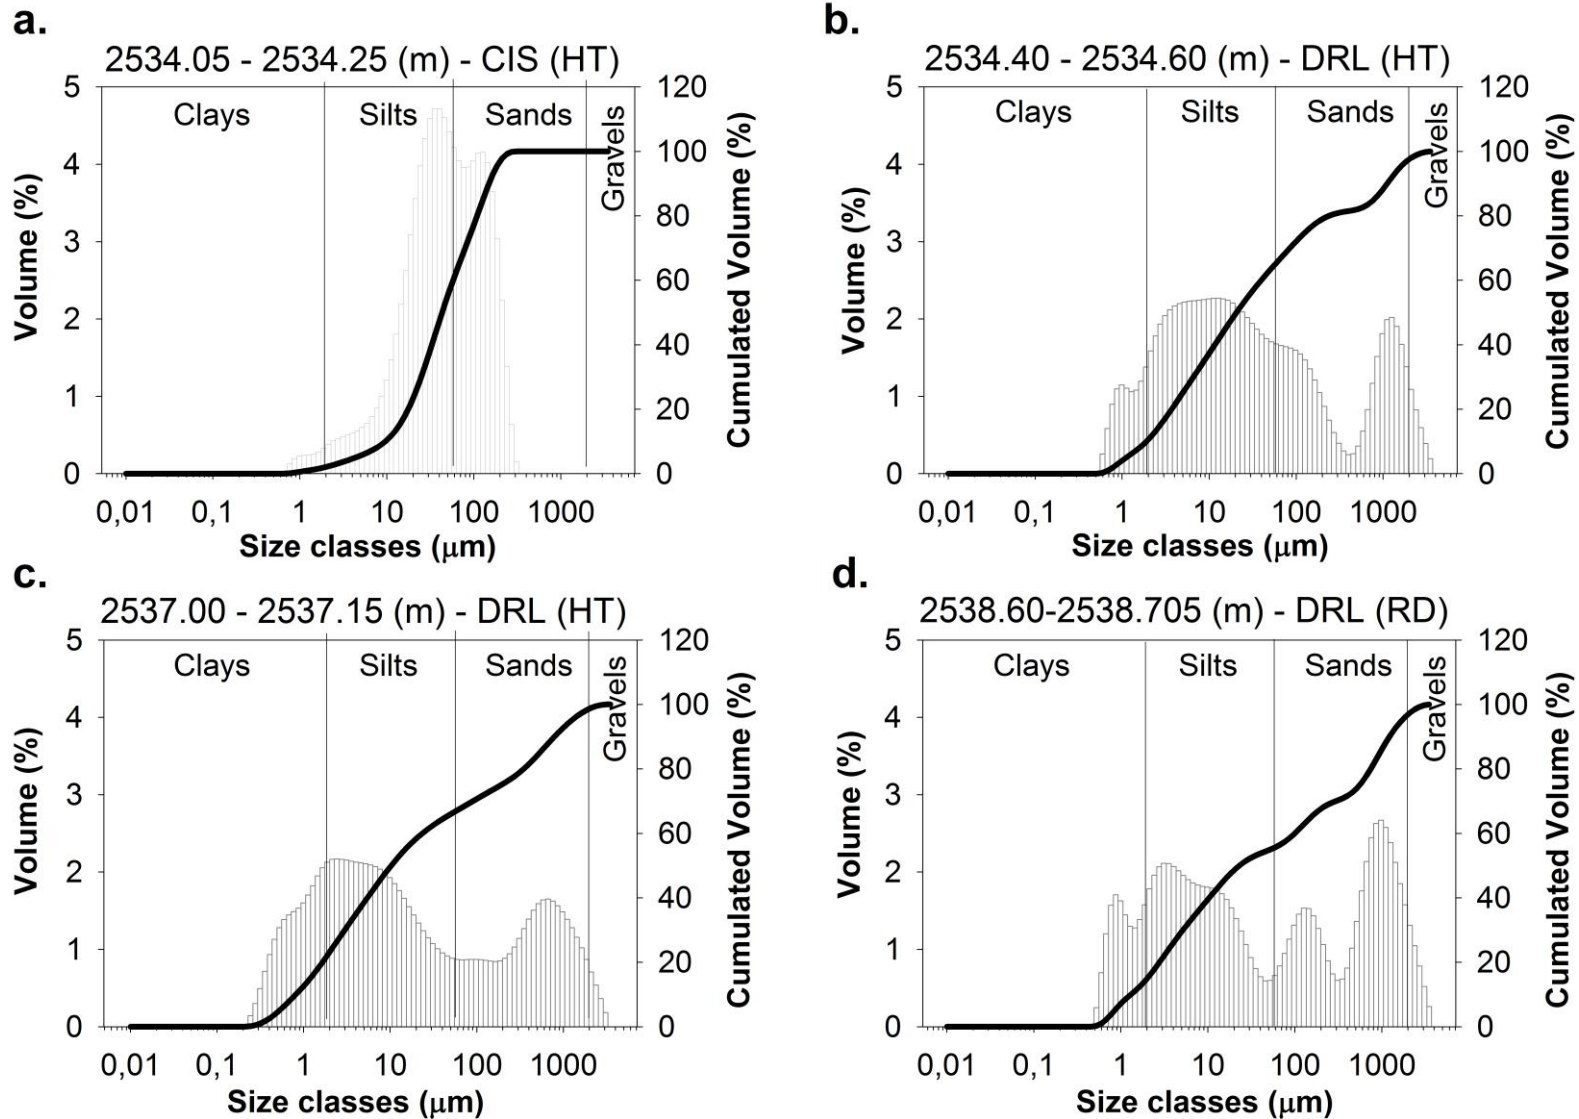 a.
2534.05 - 2534.25 (m) - CIS (HT)
5
4
3
2
1
0
Volume (%)
Clays
Silts
Sands
Gravels
120
100
80
60
40
20
0
Cumulated Volume (%)
0,01 0,1 1 10 100 1000
Size classes (µm)
b.
2534.40 - 2534.60 (m) - DRL (HT)
5
4
3
2
1
0
Volume (%)
Clays
Silts
Sands
Gravels
120
100
80
60
40
20
0
Cumulated Volume (%)
0,01 0,1 1 10 100 1000
Size classes (µm)
c.
2537.00 - 2537.15 (m) - DRL (HT)
5
4
3
2
1
0
Volume (%)
Clays
Silts
Sands
Gravels
120
100
80
60
40
20
0
Cumulated Volume (%)
0,01 0,1 1 10 100 1000
Size classes (µm)
d.
2538.60-2538.705 (m) - DRL (RD)
5
4
3
2
1
0
Volume (%)
Clays
Silts
Sands
Gravels
120
100
80
60
40
20
0
Cumulated Volume (%)
0,01 0,1 1 10 100 1000
Size classes (µm)